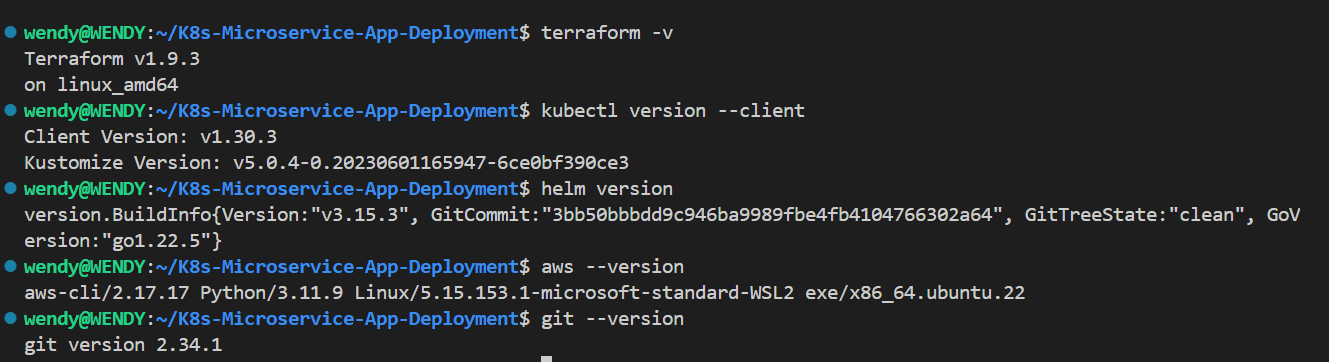 wendy@WENDY:~/K8s-Microservice-App-Deployment$ terraform -v
Terraform v1.9.3
on linux_amd64
wendy@WENDY:~/K8s-Microservice-App-Deployment$ kubectl version --client
Client Version: v1.30.3
Kustomize Version: v5.0.4-0.20230601165947-6ce0bf390ce3
wendy@WENDY:~/K8s-Microservice-App-Deployment$ helm version
version.BuildInfo{Version:"v3.15.3", GitCommit:"3bb50bbbdd9c946ba9989fbe4fb4104766302a64", GitTreeState:"clean", GoV
ersion:"go1.22.5"}
wendy@WENDY:~/K8s-Microservice-App-Deployment$ aws --version
aws-cli/2.17.17 Python/3.11.9 Linux/5.15.153.1-microsoft-standard-WSL2 exe/x86_64.ubuntu.22
wendy@WENDY:~/K8s-Microservice-App-Deployment$ git --version
git version 2.34.1